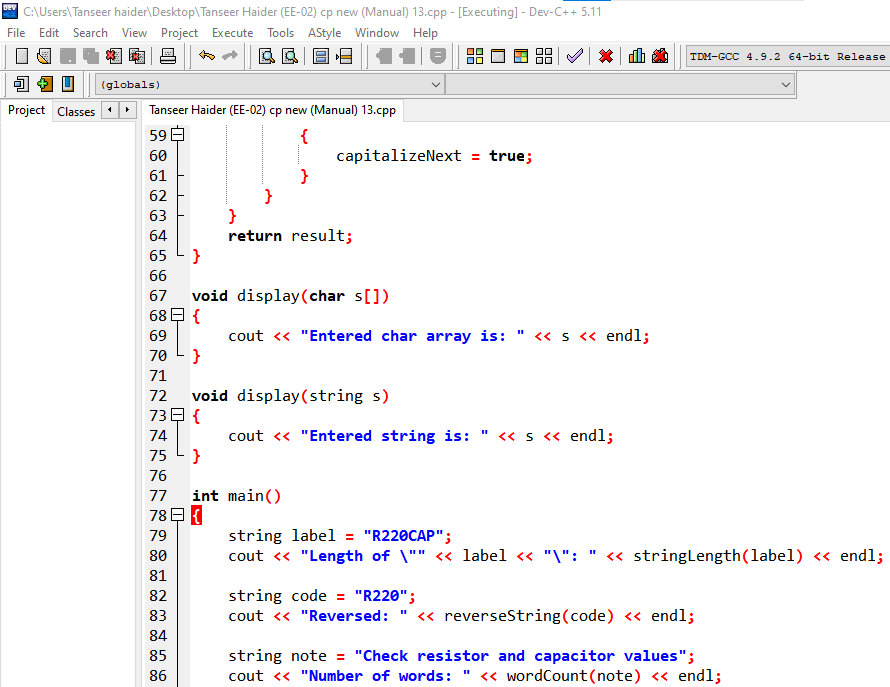 C:\Users\Tanseer haider\Desktop\Tanseer Haider (EE-02) cp new (Manual) 13.cpp - [Executing] - Dev-C++ 5.11
File Edit Search View Project Execute Tools AStyle Window Help
TDM-GCC 4.9.2 64-bit Release
(globals)
Project Classes Tanseer Haider (EE-02) cp new (Manual) 13.cpp
59 {
60 capitalizeNext = true;
61 }
62 }
63 }
64 return result;
65 }
66
67 void display(char s[])
68 {
69 cout << "Entered char array is: " << s << endl;
70 }
71
72 void display(string s)
73 {
74 cout << "Entered string is: " << s << endl;
75 }
76
77 int main()
78 {
79 string label = "R220CAP";
80 cout << "Length of \"" << label << "\": " << stringLength(label) << endl;
81
82 string code = "R220";
83 cout << "Reversed: " << reverseString(code) << endl;
84
85 string note = "Check resistor and capacitor values";
86 cout << "Number of words: " << wordCount(note) << endl;